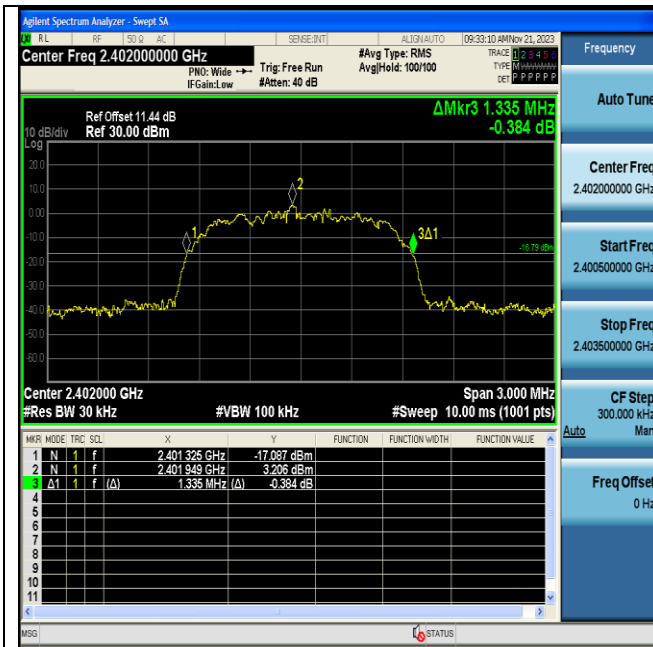 Agilent Spectrum Analyzer - Swept SA
RL RF 50 Ω AC SENSE:INT ALIGNAUTO 09:33:10 AMNov 21, 2023
Center Freq 2.402000000 GHz #Avg Type: RMS TRACE 1 2 3 4 5 6
PNO: Wide Trig: Free Run Avg|Hold: 100/100 TYPE M
IFGain:Low #Atten: 40 dB DET P P P P P P
ΔMkr3 1.335 MHz
Ref Offset 11.44 dB
10 dB/div Ref 30.00 dBm -0.384 dB
Log
20.0
10.0
0.00
-10.0
-20.0
-30.0
-40.0
-50.0
-60.0
1
2
3Δ1
-16.79 dBm
Center 2.402000 GHz Span 3.000 MHz
#Res BW 30 kHz #VBW 100 kHz #Sweep 10.00 ms (1001 pts)
MKR MODE TRC SCL X Y FUNCTION FUNCTION WIDTH FUNCTION VALUE
1 N 1 f 2.401 325 GHz -17.087 dBm
2 N 1 f 2.401 949 GHz 3.206 dBm
3 Δ1 1 f (Δ) 1.335 MHz (Δ) -0.384 dB
4
5
6
7
8
9
10
11
MSG STATUS
Frequency
Auto Tune
Center Freq
2.402000000 GHz
Start Freq
2.400500000 GHz
Stop Freq
2.403500000 GHz
CF Step
300.000 kHz
Auto Man
Freq Offset
0 Hz